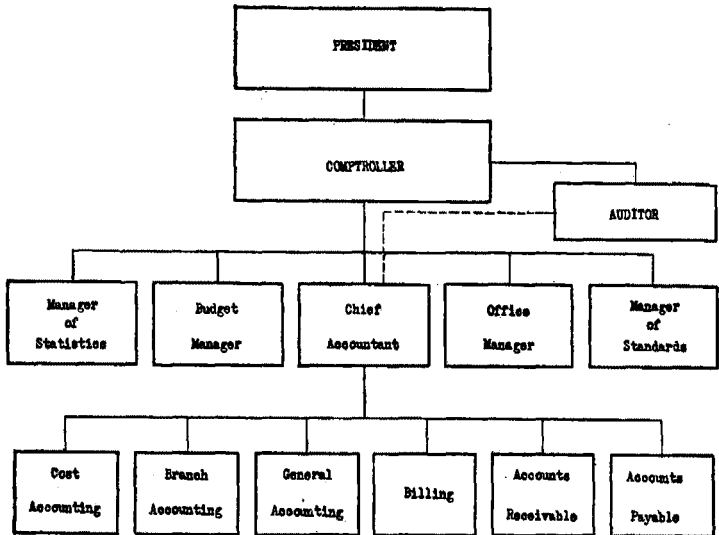 PRESIDENT
COMPTROLLER
AUDITOR
Manager
of
Statistics
Budget
Manager
Chief
Accountant
Office
Manager
Manager
of
Standards
Cost
Accounting
Branch
Accounting
General
Accounting
Billing
Accounts
Receivable
Accounts
Payable